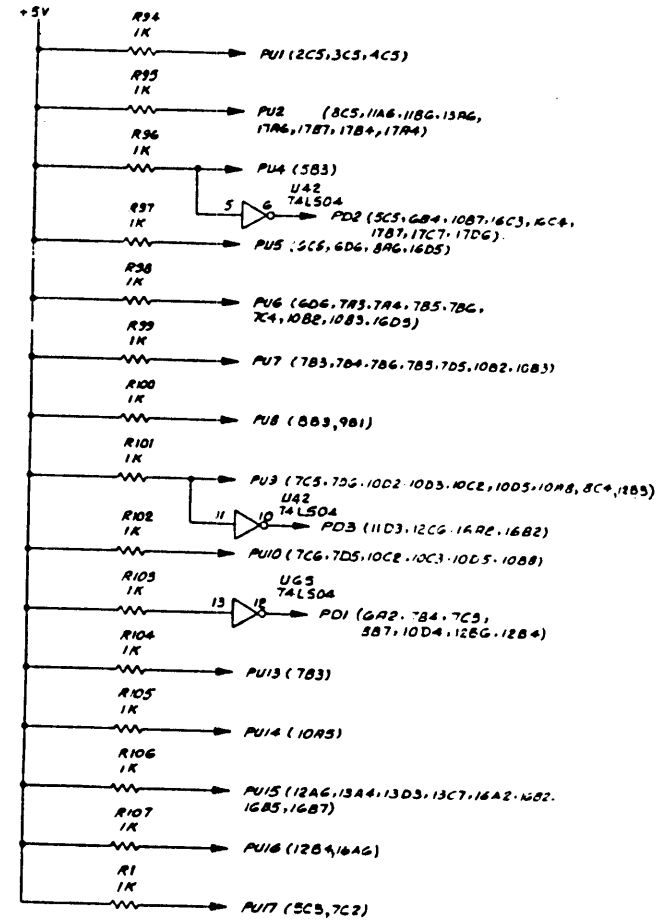 +5V
R94
1K
PU1 (2C5,3C5,4C5)
R95
1K
PU2 (8C5,11A6,11B6,13A6,
17A6,17B7,17B4,17A4)
R96
1K
PU4 (5B3)
U42
74LS04
5 6
PD2 (5C5,6B4,10B7,16C3,16C4,
17B7,17C7,17D6)
R97
1K
PU5 (6C6,6D6,8A6,16D5)
R98
1K
PU6 (6D6,7A3,7A4,7B5,7B6,
7C4,10B2,10B3,16D3)
R99
1K
PU7 (7B3,7B4,7B6,7B5,7D5,10B2,10B3)
R100
1K
PU8 (8B3,9B1)
R101
1K
PU9 (7C5,7D6,10D2,10D3,10C2,10D5,10A8,8C4,12B3)
U42
74LS04
11 10
PD3 (11D3,12C6,16A2,16B2)
R102
1K
PU10 (7C6,7D5,10C2,10C3,10D5,10B8)
R103
1K
U65
74LS04
13 12
PD1 (6A2,7B4,7C3,
10D4,12B6,12B4)
R104
1K
PU13 (7B3)
R105
1K
PU14 (10A5)
R106
1K
PU15 (12A6,13A4,13D3,13C7,16A2,16B2,
16B5,16B7)
R107
1K
PU16 (12B4,16A6)
R1
1K
PU17 (5C3,7C2)